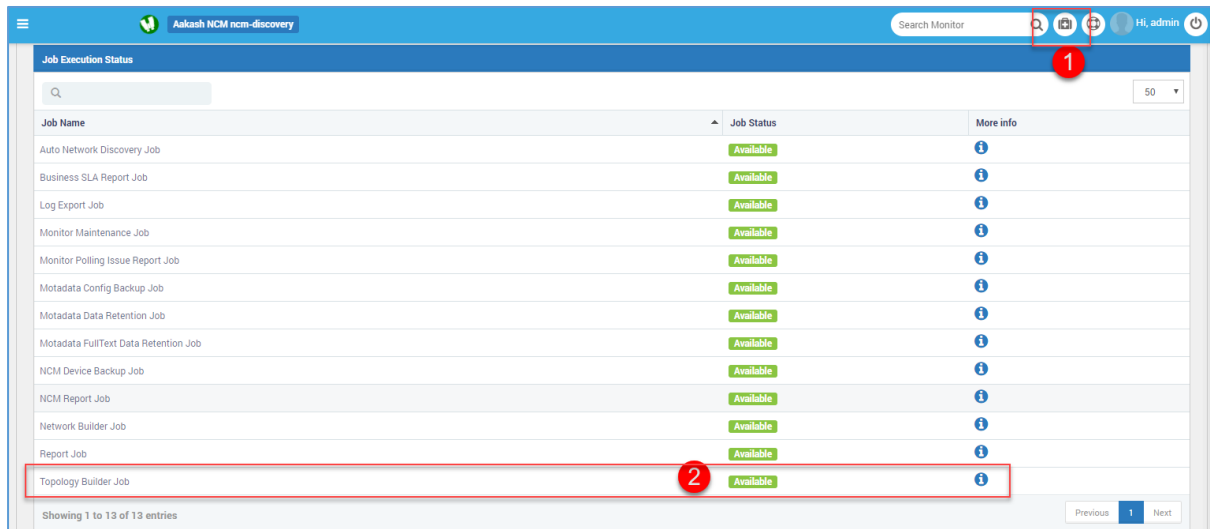 Aakash NCM ncm-discovery Search Monitor Hi, admin
1
Job Execution Status
50
Job Name Job Status More info
Auto Network Discovery Job Available
Business SLA Report Job Available
Log Export Job Available
Monitor Maintenance Job Available
Monitor Polling Issue Report Job Available
Motadata Config Backup Job Available
Motadata Data Retention Job Available
Motadata FullText Data Retention Job Available
NCM Device Backup Job Available
NCM Report Job Available
Network Builder Job Available
Report Job Available
Topology Builder Job 2 Available
Showing 1 to 13 of 13 entries Previous 1 Next